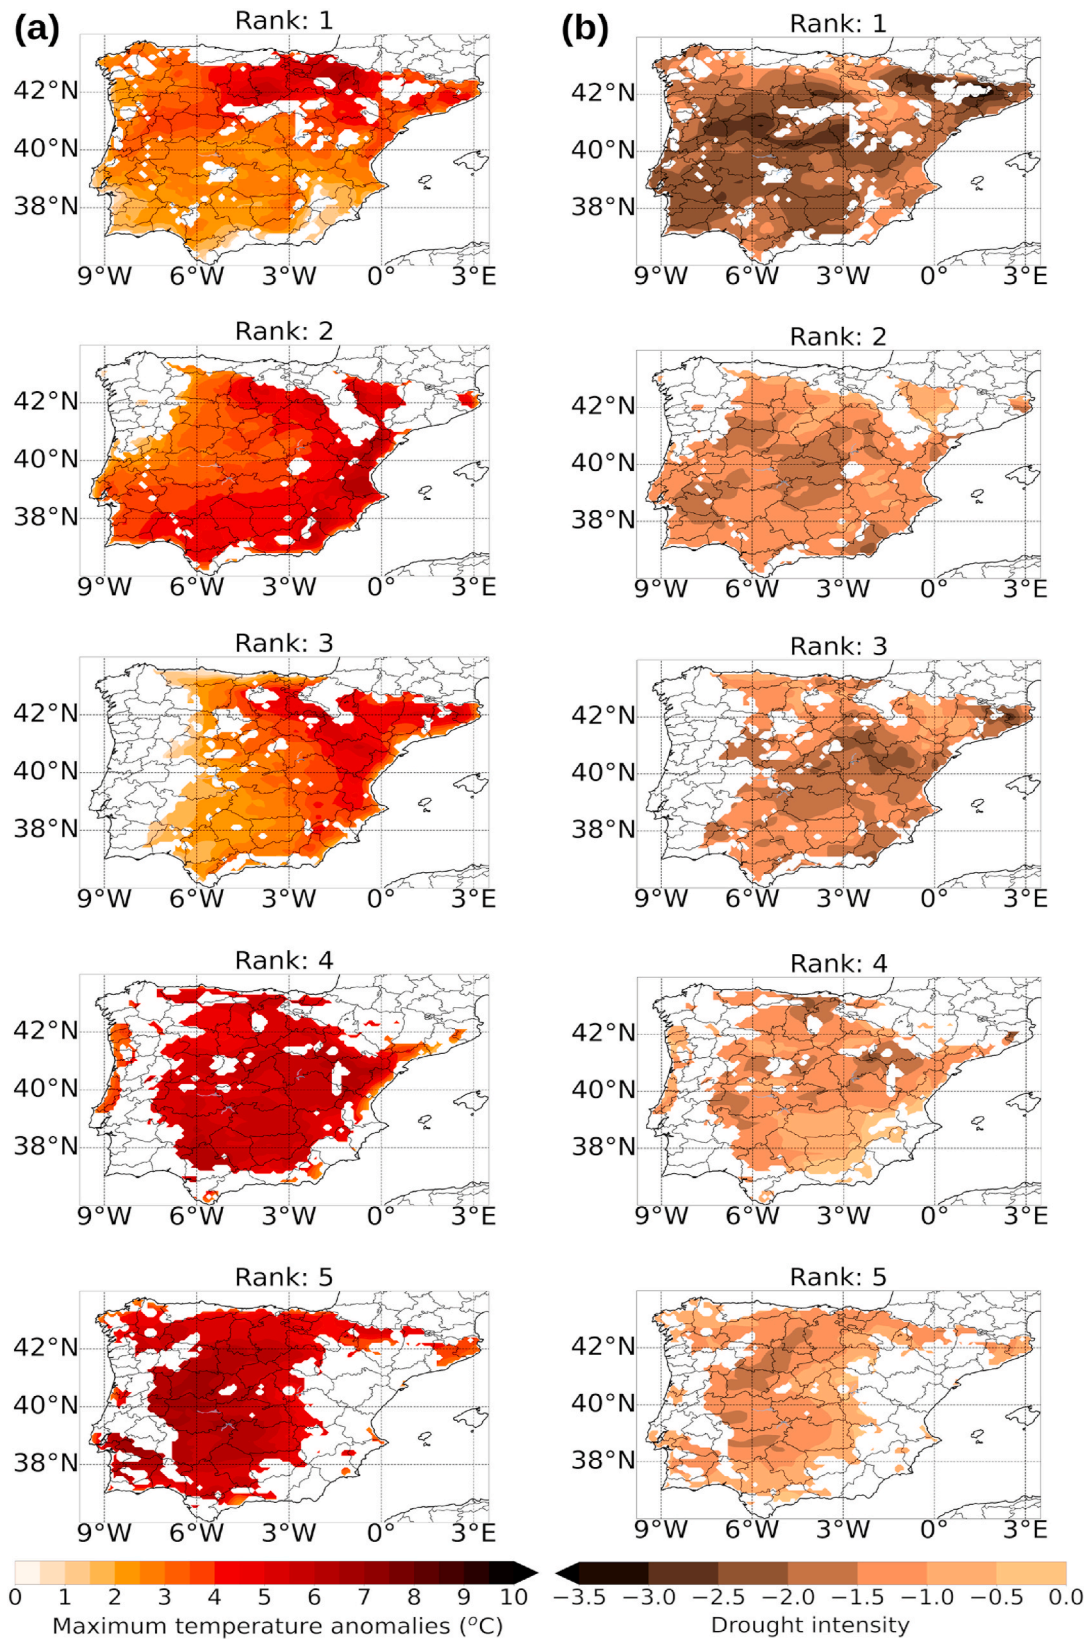 (a) Rank: 1 (b) Rank: 1
42°N 42°N
40°N 40°N
38°N 38°N
9°W 6°W 3°W 0° 3°E 9°W 6°W 3°W 0° 3°E
Rank: 2 Rank: 2
42°N 42°N
40°N 40°N
38°N 38°N
9°W 6°W 3°W 0° 3°E 9°W 6°W 3°W 0° 3°E
Rank: 3 Rank: 3
42°N 42°N
40°N 40°N
38°N 38°N
9°W 6°W 3°W 0° 3°E 9°W 6°W 3°W 0° 3°E
Rank: 4 Rank: 4
42°N 42°N
40°N 40°N
38°N 38°N
9°W 6°W 3°W 0° 3°E 9°W 6°W 3°W 0° 3°E
Rank: 5 Rank: 5
42°N 42°N
40°N 40°N
38°N 38°N
9°W 6°W 3°W 0° 3°E 9°W 6°W 3°W 0° 3°E
0 1 2 3 4 5 6 7 8 9 10 −3.5 −3.0 −2.5 −2.0 −1.5 −1.0 −0.5 0.0
Maximum temperature anomalies (°C) Drought intensity